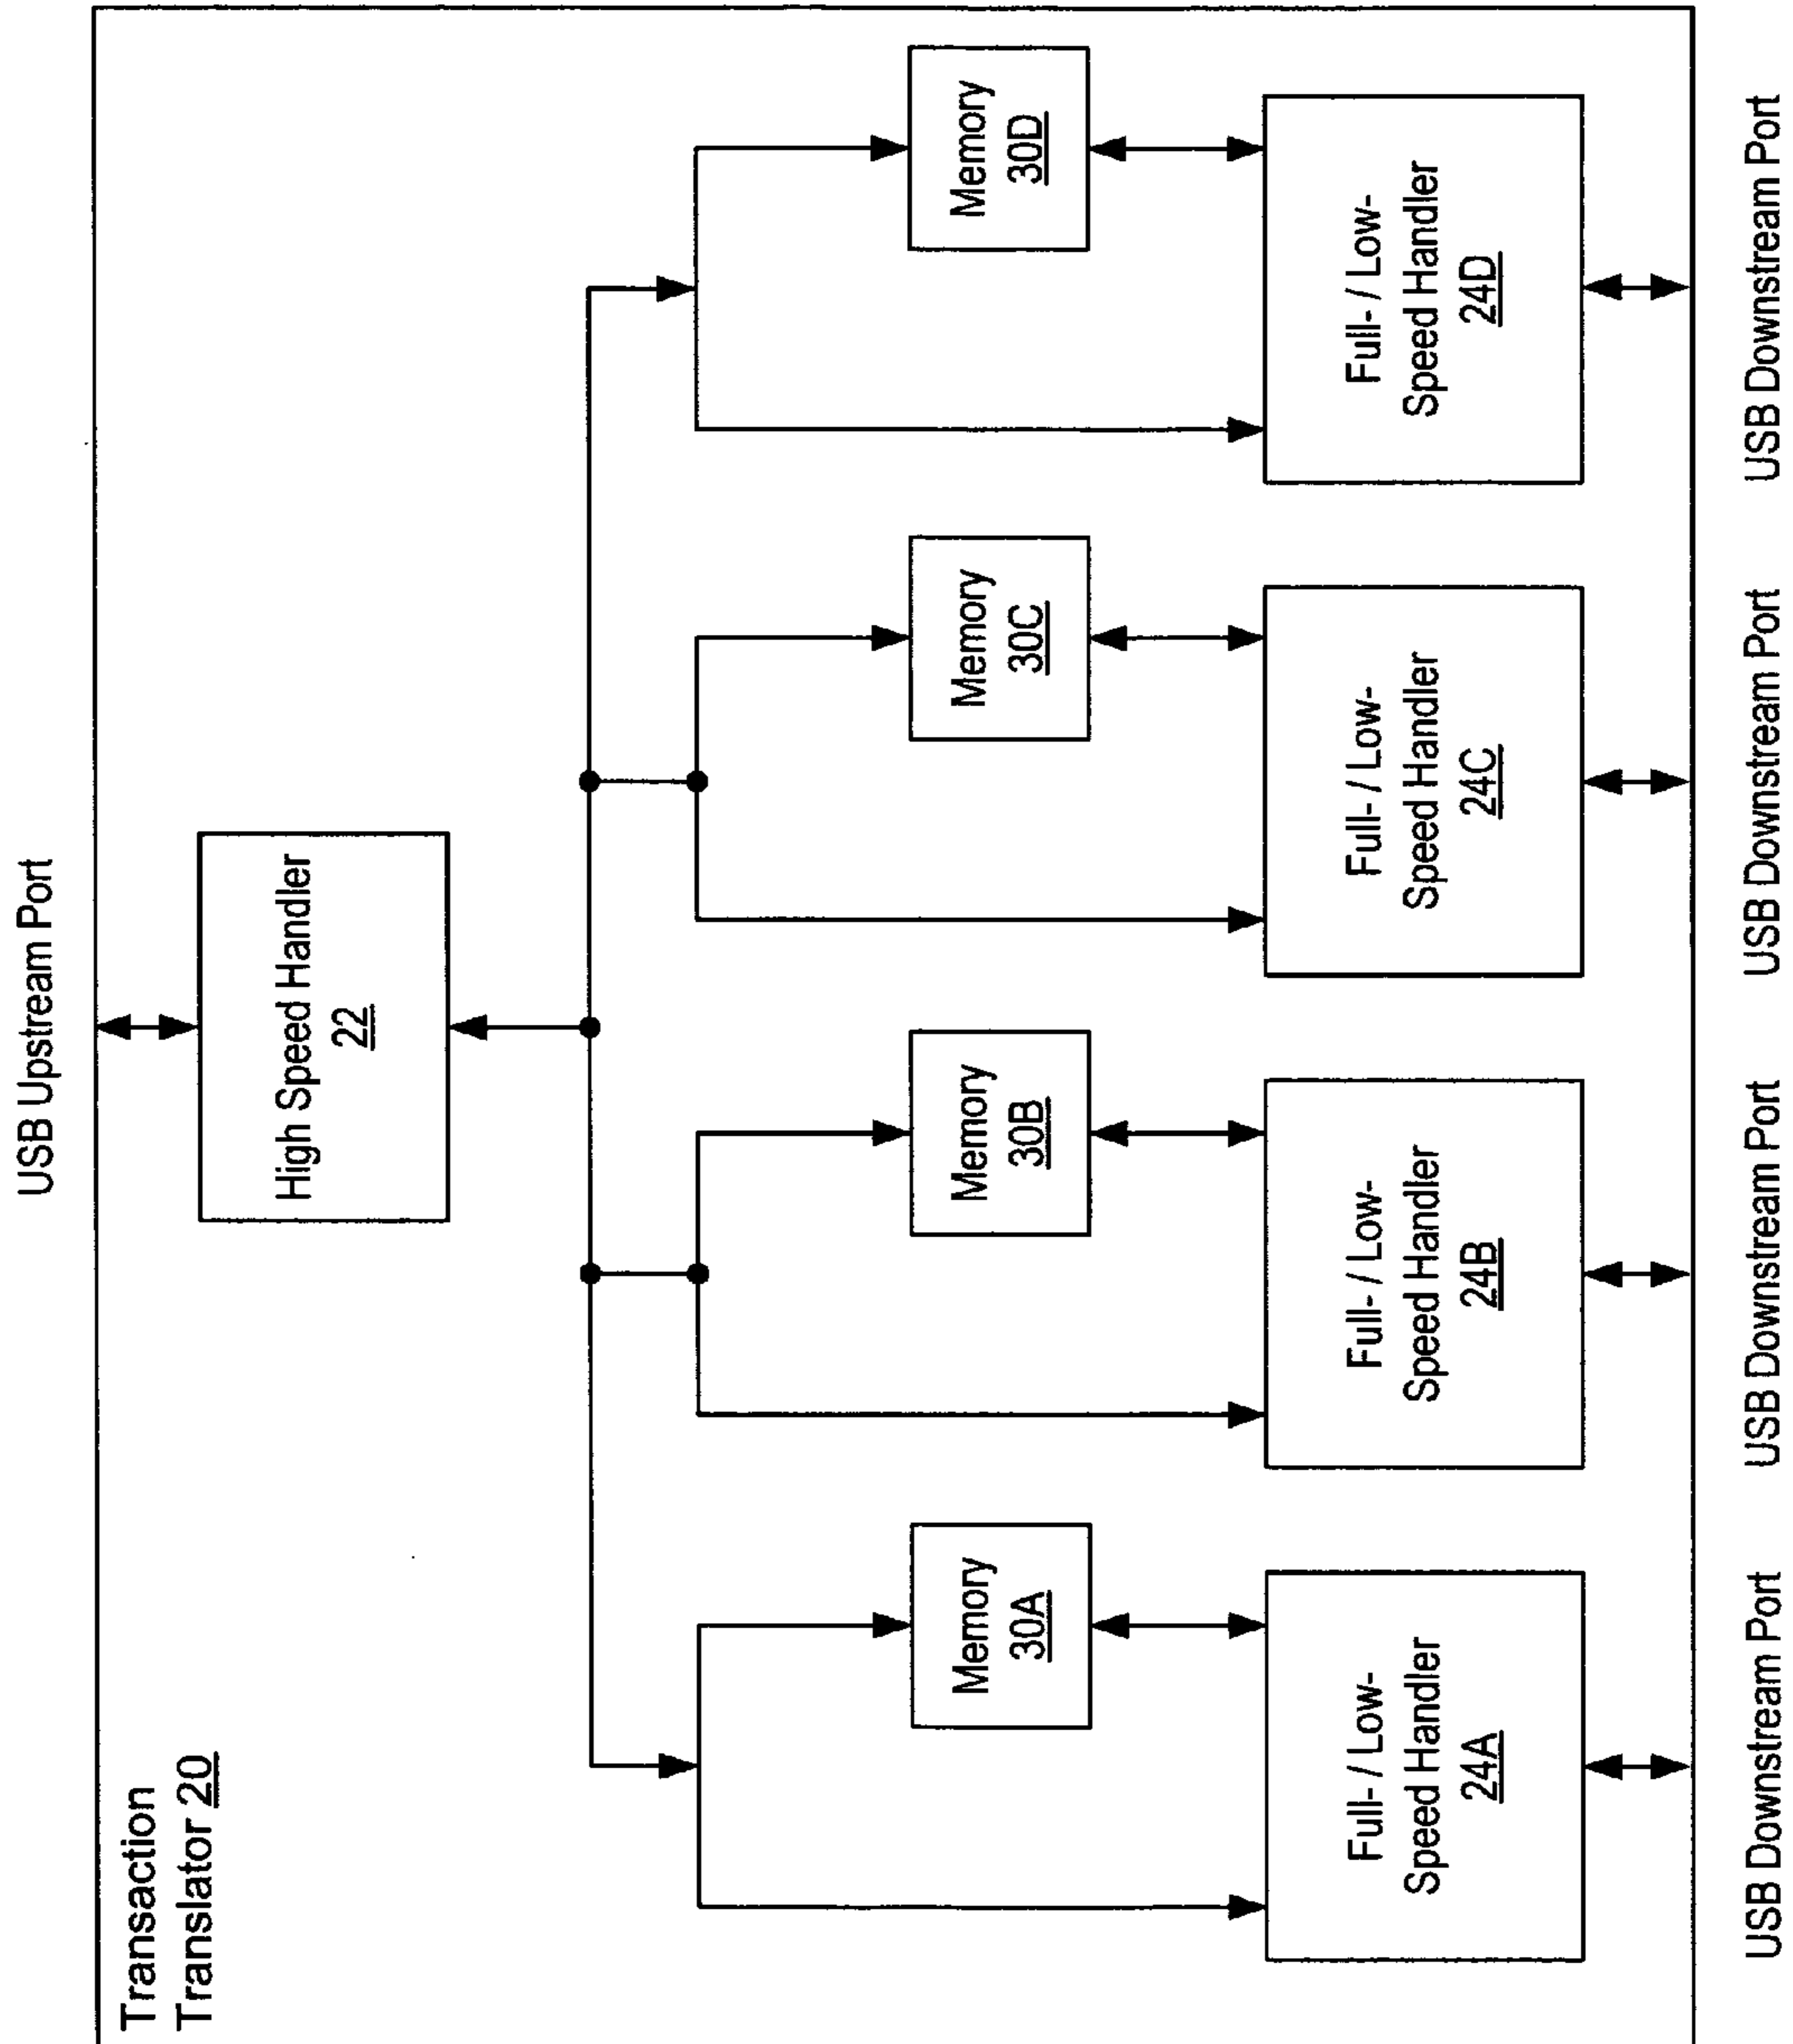 USB Upstream Port
Transaction
Translator 20
High Speed Handler
22
Memory
30A
Memory
30B
Memory
30C
Memory
30D
Full- / Low-
Speed Handler
24A
Full- / Low-
Speed Handler
24B
Full- / Low-
Speed Handler
24C
Full- / Low-
Speed Handler
24D
USB Downstream Port
USB Downstream Port
USB Downstream Port
USB Downstream Port